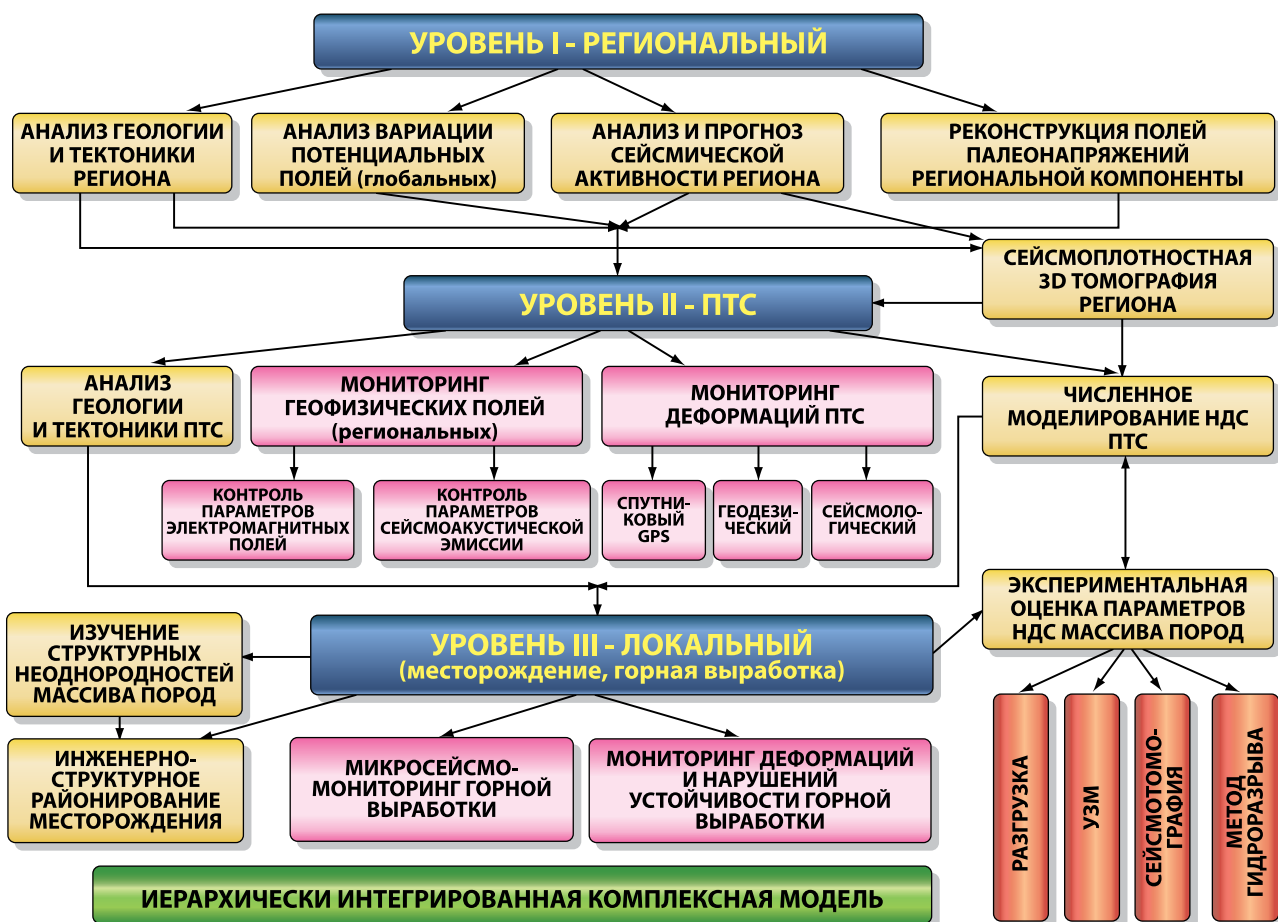 УРОВЕНЬ I - РЕГИОНАЛЬНЫЙ
АНАЛИЗ ГЕОЛОГИИ
И ТЕКТОНИКИ
РЕГИОНА
АНАЛИЗ ВАРИАЦИИ
ПОТЕНЦИАЛЬНЫХ
ПОЛЕЙ (глобальных)
АНАЛИЗ И ПРОГНОЗ
СЕЙСМИЧЕСКОЙ
АКТИВНОСТИ РЕГИОНА
РЕКОНСТРУКЦИЯ ПОЛЕЙ
ПАЛЕОНАПРЯЖЕНИЙ
РЕГИОНАЛЬНОЙ КОМПОНЕНТЫ
СЕЙСМОПЛОТНОСТНАЯ
3D ТОМОГРАФИЯ
РЕГИОНА
УРОВЕНЬ II - ПТС
АНАЛИЗ
ГЕОЛОГИИ
И ТЕКТОНИКИ ПТС
МОНИТОРИНГ
ГЕОФИЗИЧЕСКИХ ПОЛЕЙ
(региональных)
МОНИТОРИНГ
ДЕФОРМАЦИЙ ПТС
ЧИСЛЕННОЕ
МОДЕЛИРОВАНИЕ НДС
ПТС
КОНТРОЛЬ
ПАРАМЕТРОВ
ЭЛЕКТРОМАГНИТНЫХ
ПОЛЕЙ
КОНТРОЛЬ
ПАРАМЕТРОВ
СЕЙСМОАКУСТИЧЕСКОЙ
ЭМИССИИ
СПУТНИ-
КОВЫЙ
GPS
ГЕОДЕЗИ-
ЧЕСКИЙ
СЕЙСМОЛО-
ГИЧЕСКИЙ
ЭКСПЕРИМЕНТАЛЬНАЯ
ОЦЕНКА ПАРАМЕТРОВ
НДС МАССИВА ПОРОД
УРОВЕНЬ III - ЛОКАЛЬНЫЙ
(месторождение, горная выработка)
ИЗУЧЕНИЕ
СТРУКТУРНЫХ
НЕОДНОРОДНОСТЕЙ
МАССИВА ПОРОД
ИНЖЕНЕРНО-
СТРУКТУРНОЕ
РАЙОНИРОВАНИЕ
МЕСТОРОЖДЕНИЯ
МИКРОСЕЙСМО-
МОНИТОРИНГ ГОРНОЙ
ВЫРАБОТКИ
МОНИТОРИНГ ДЕФОРМАЦИЙ
И НАРУШЕНИЙ
УСТОЙЧИВОСТИ ГОРНОЙ
ВЫРАБОТКИ
РАЗГРУЗКА
УЗМ
СЕЙСМОТОМО-
ГРАФИЯ
МЕТОД
ГИДРОРАЗРЫВА
ИЕРАРХИЧЕСКИ ИНТЕГРИРОВАННАЯ КОМПЛЕКСНАЯ МОДЕЛЬ